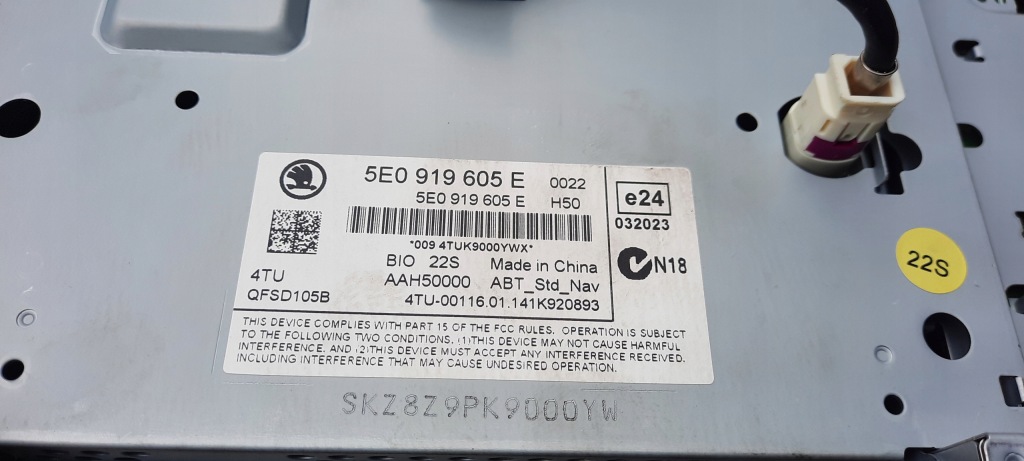 5E0 919 605 E 0022
5E0 919 605 E H50
*009 4TUK9000YWX*
BIO 22S Made in China
4TU AAH50000 ABT_Std_Nav
QFSD105B 4TU-00116.01.141K920893
e24
032023
N18
THIS DEVICE COMPLIES WITH PART 15 OF THE FCC RULES. OPERATION IS SUBJECT
TO THE FOLLOWING TWO CONDITIONS. (1)THIS DEVICE MAY NOT CAUSE HARMFUL
INTERFERENCE. AND (2)THIS DEVICE MUST ACCEPT ANY INTERFERENCE RECEIVED.
INCLUDING INTERFERENCE THAT MAY CAUSE UNDESIRED OPERATION.
22S
SKZ8Z9PK9000YW